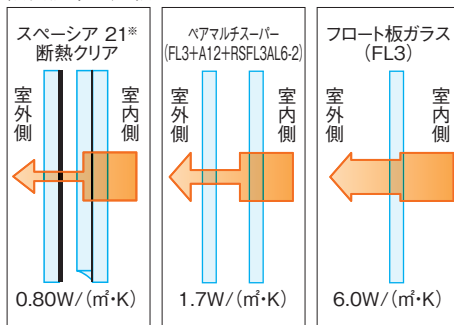 スペーシア 21※
断熱クリア
室外側
室内側
0.80W/(㎡・K)
ペアマルチスーパー
(FL3+A12+RSFL3AL6-2)
室外側
室内側
1.7W/(㎡・K)
フロート板ガラス
(FL3)
室外側
室内側
6.0W/(㎡・K)